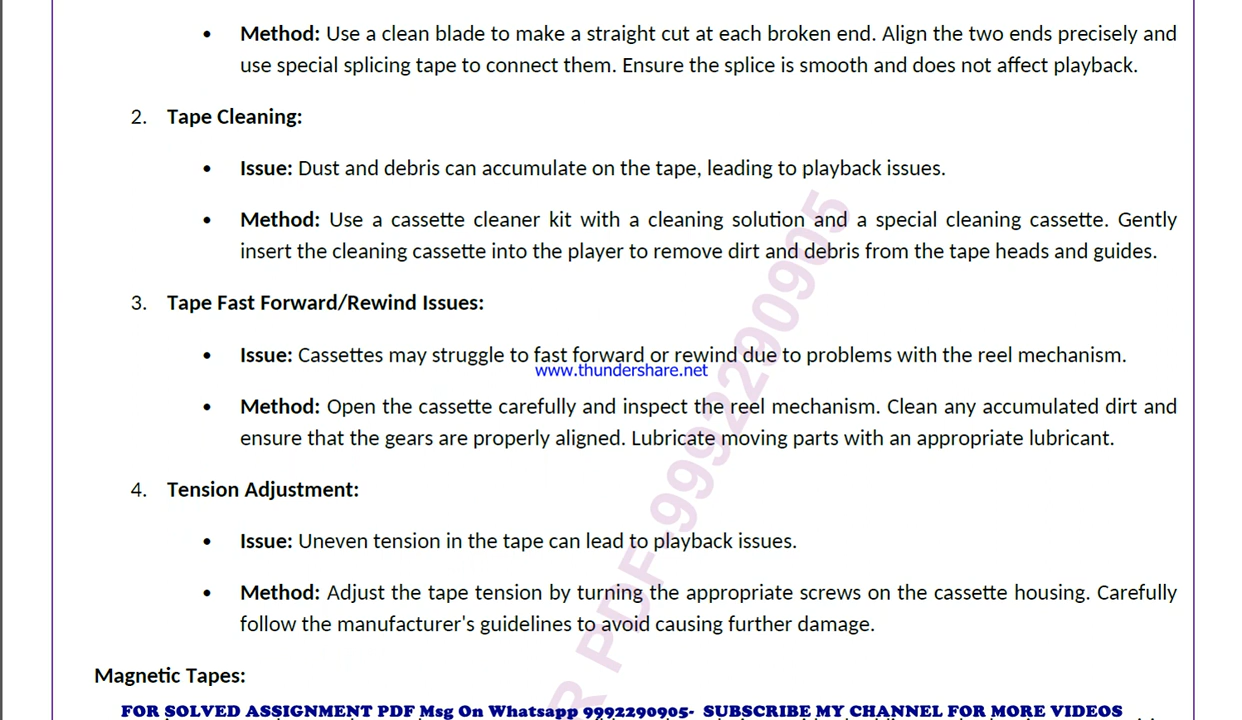 • Method: Use a clean blade to make a straight cut at each broken end. Align the two ends precisely and
use special splicing tape to connect them. Ensure the splice is smooth and does not affect playback.
2. Tape Cleaning:
• Issue: Dust and debris can accumulate on the tape, leading to playback issues.
• Method: Use a cassette cleaner kit with a cleaning solution and a special cleaning cassette. Gently
insert the cleaning cassette into the player to remove dirt and debris from the tape heads and guides.
3. Tape Fast Forward/Rewind Issues:
• Issue: Cassettes may struggle to fast forward or rewind due to problems with the reel mechanism.
www.thundershare.net
• Method: Open the cassette carefully and inspect the reel mechanism. Clean any accumulated dirt and
ensure that the gears are properly aligned. Lubricate moving parts with an appropriate lubricant.
4. Tension Adjustment:
• Issue: Uneven tension in the tape can lead to playback issues.
• Method: Adjust the tape tension by turning the appropriate screws on the cassette housing. Carefully
follow the manufacturer's guidelines to avoid causing further damage.
Magnetic Tapes:
FOR SOLVED ASSIGNMENT PDF Msg On Whatsapp 9992290905- SUBSCRIBE MY CHANNEL FOR MORE VIDEOS
PDF-9992290905